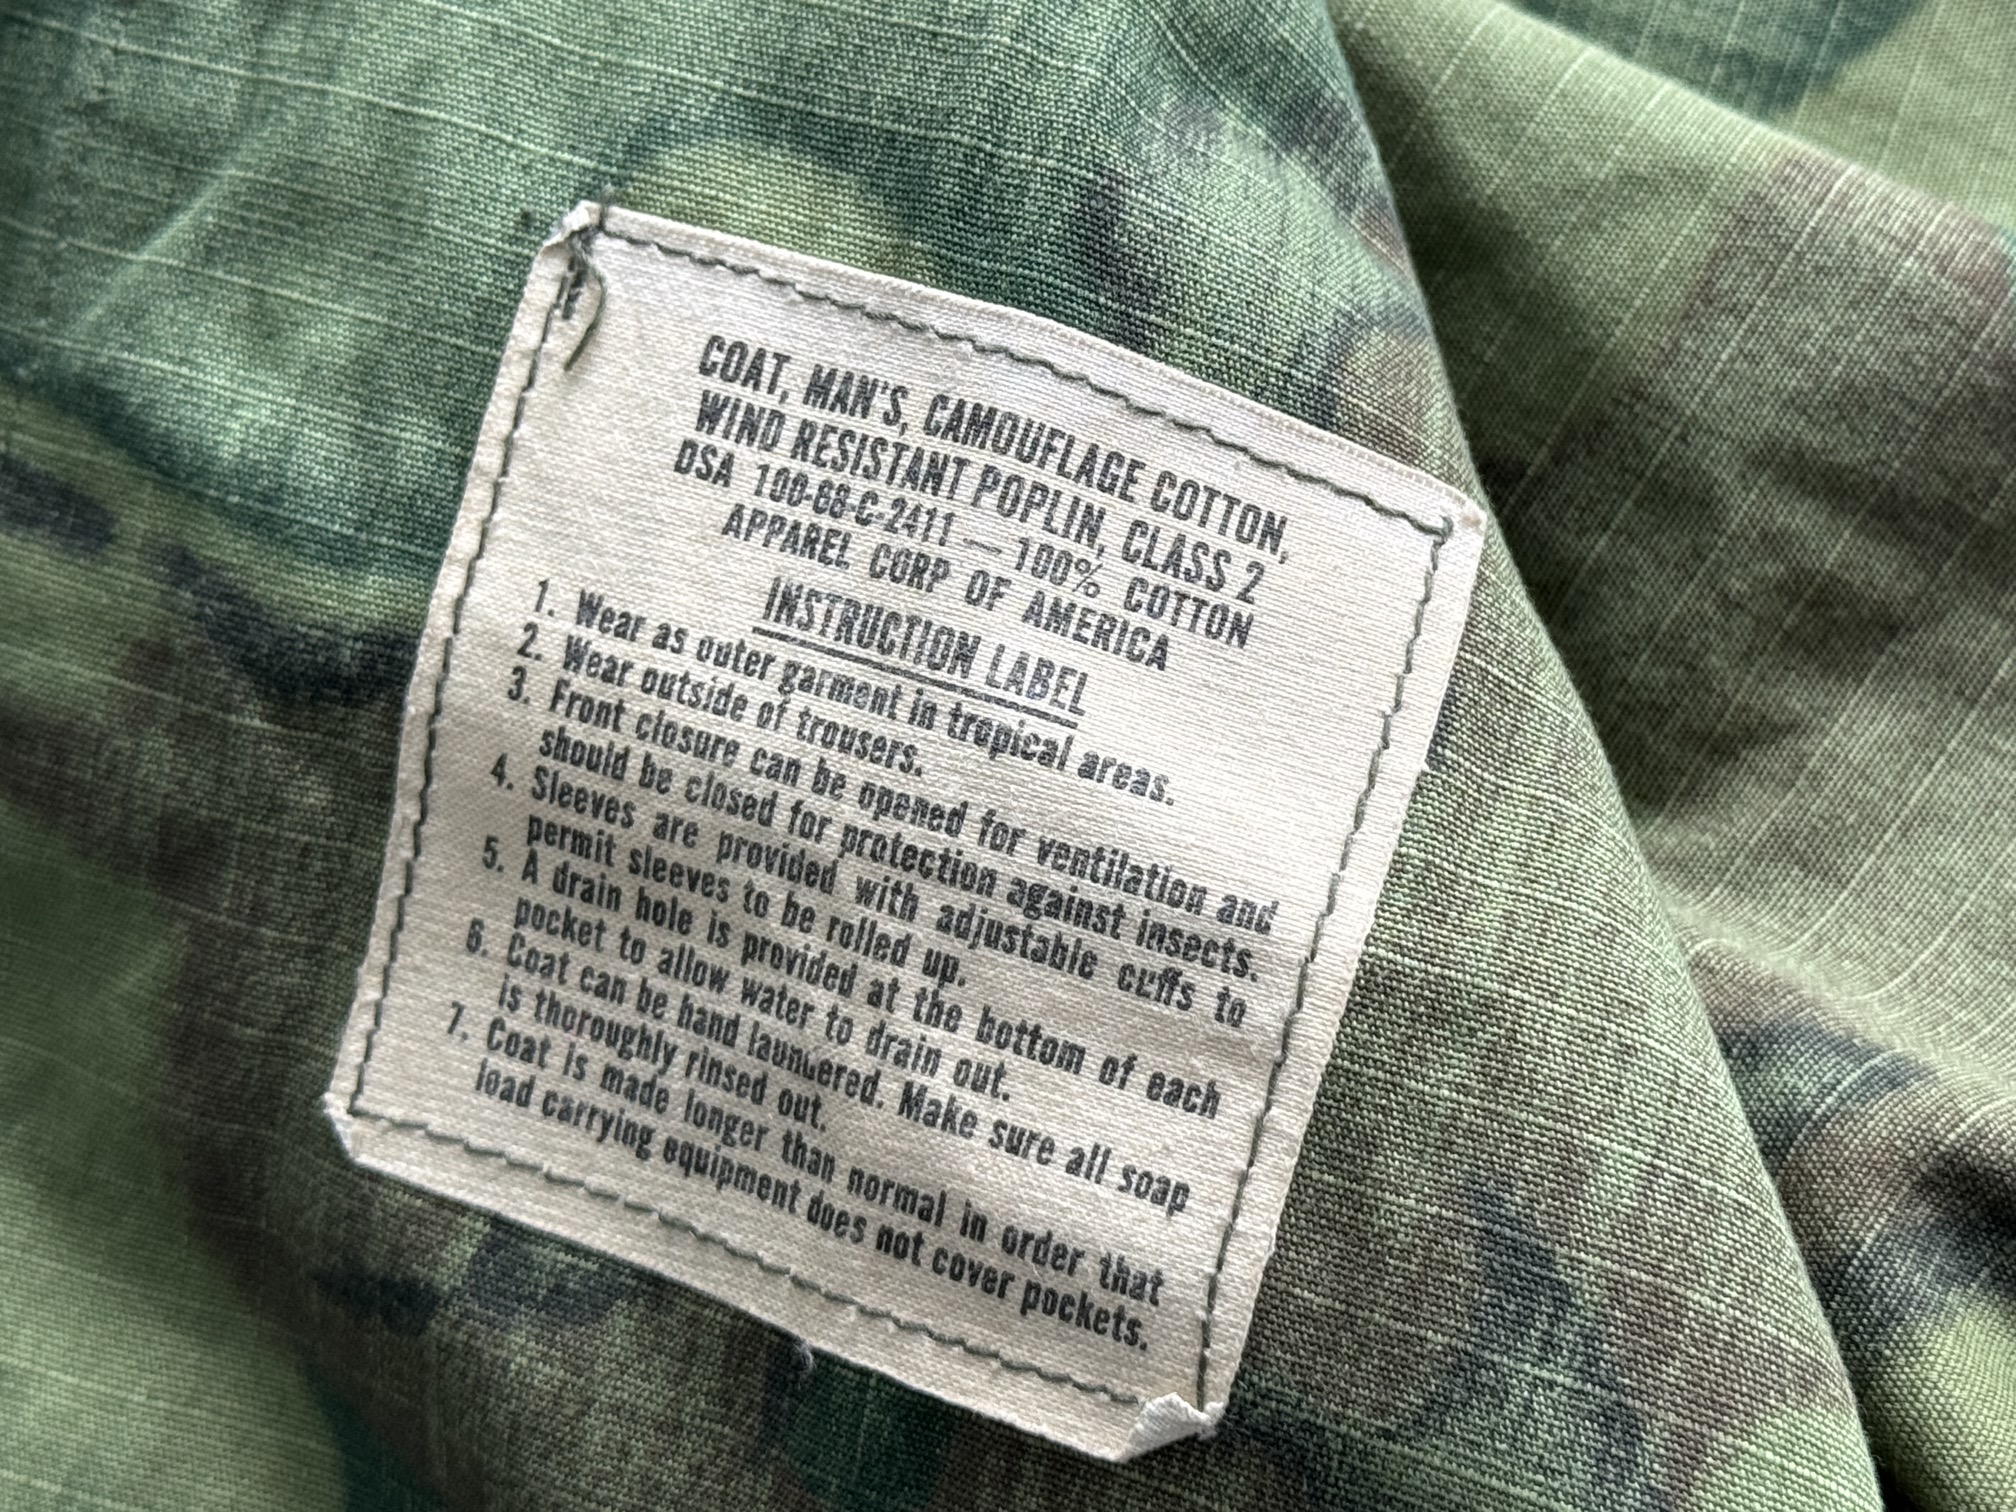 COAT, MAN'S, CAMOUFLAGE COTTON,
WIND RESISTANT POPLIN, CLASS 2
DSA 100-68-C-2411 — 100% COTTON
APPAREL CORP OF AMERICA
INSTRUCTION LABEL
1. Wear as outer garment in tropical areas.
2. Wear outside of trousers.
3. Front closure can be opened for ventilation and
should be closed for protection against insects.
4. Sleeves are provided with adjustable cuffs to
permit sleeves to be rolled up.
5. A drain hole is provided at the bottom of each
pocket to allow water to drain out.
6. Coat can be hand laundered. Make sure all soap
is thoroughly rinsed out.
7. Coat is made longer than normal in order that
load carrying equipment does not cover pockets.